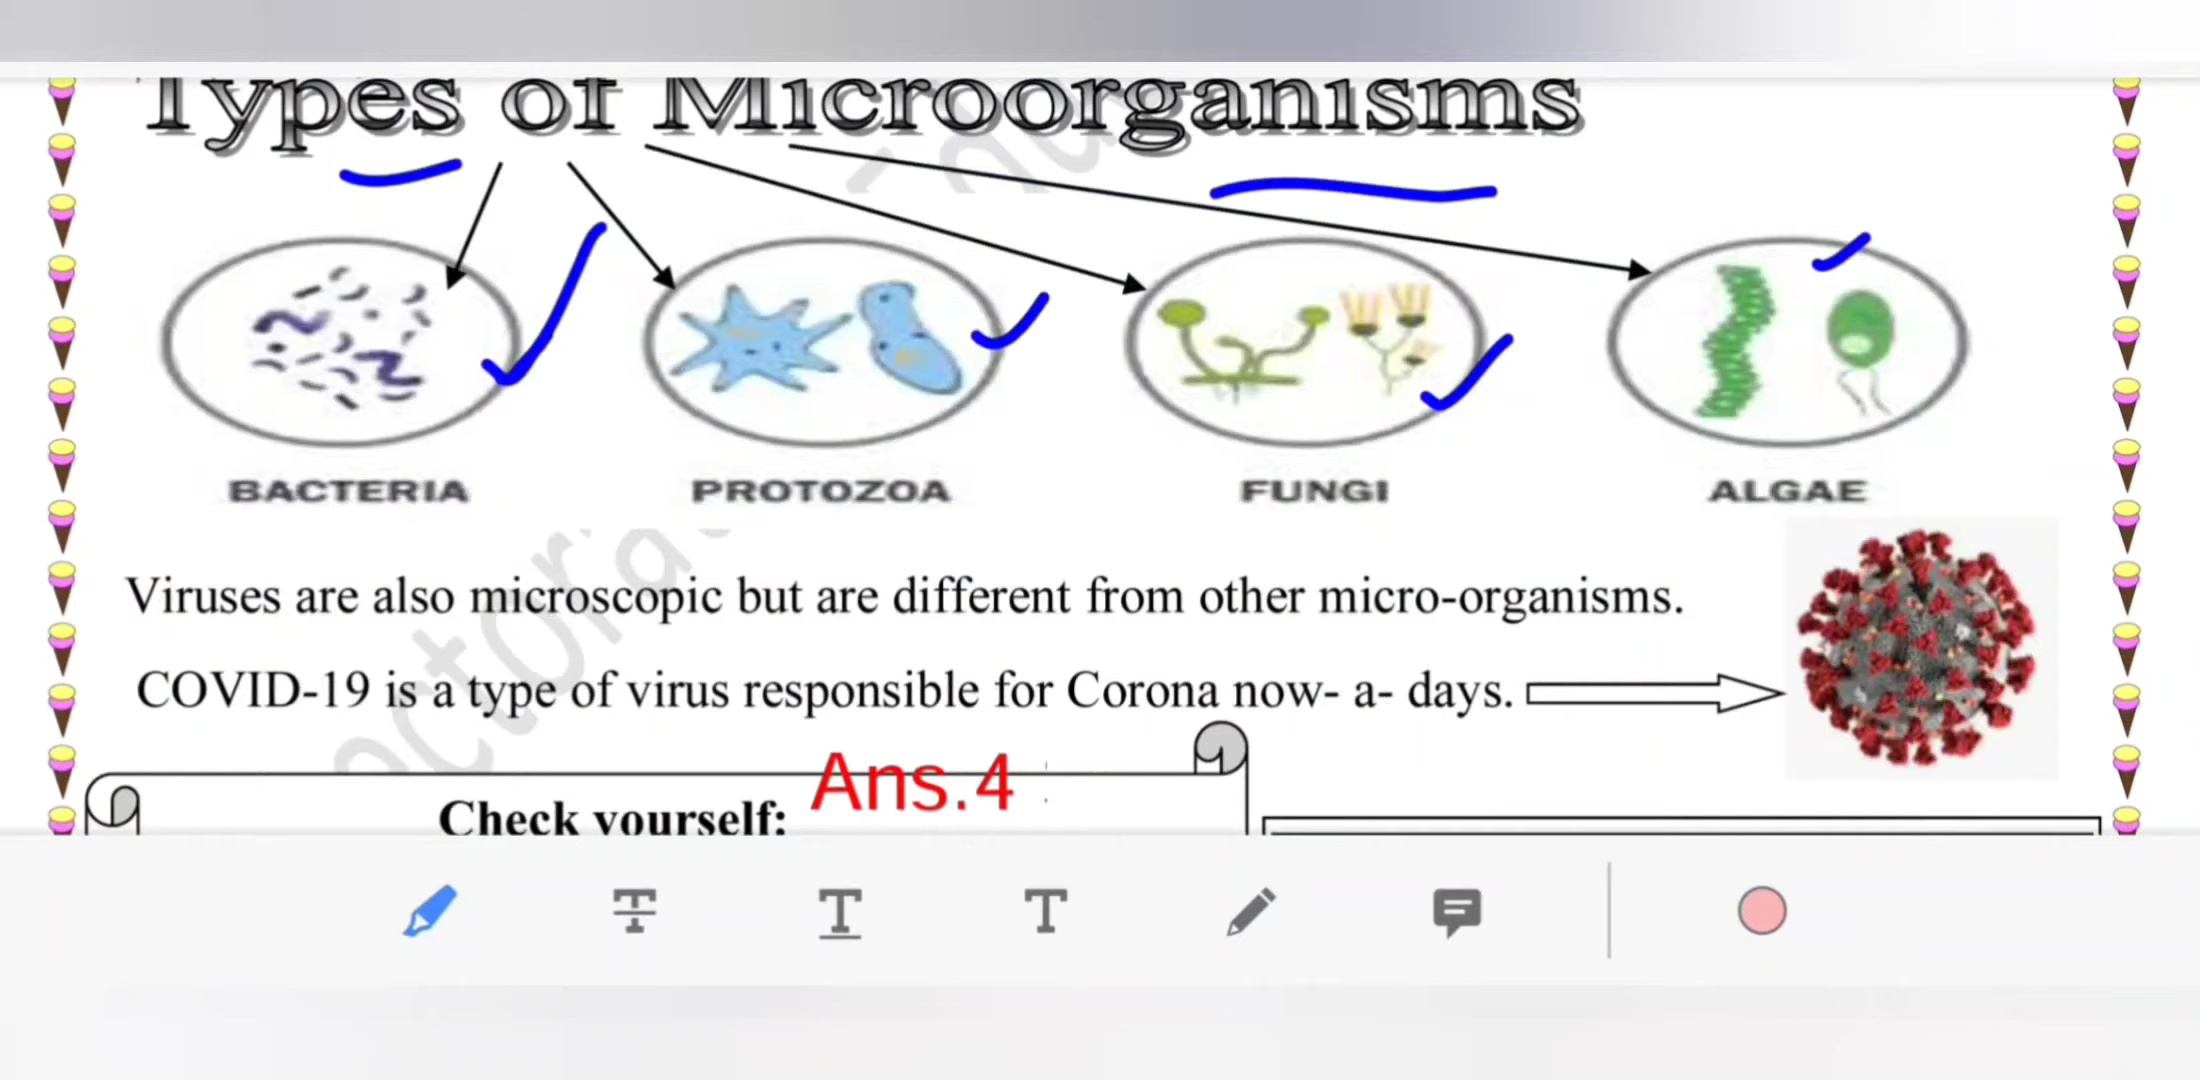 Types of Microorganisms
BACTERIA PROTOZOA FUNGI ALGAE
Viruses are also microscopic but are different from other micro-organisms.
COVID-19 is a type of virus responsible for Corona now- a- days.
Ans.4
Check yourself: